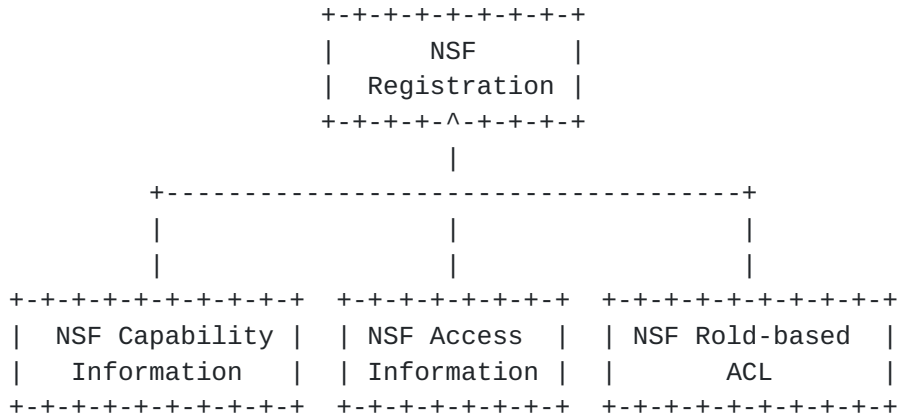 +-+-+-+-+-+-+-+-+
|      NSF      |
|  Registration |
+-+-+-+-^-+-+-+-+
|
+-------------------------------------+
|                  |                  |
|                  |                  |
+-+-+-+-+-+-+-+-+-+  +-+-+-+-+-+-+-+  +-+-+-+-+-+-+-+-+-+
|  NSF Capability |  | NSF Access  |  | NSF Rold-based  |
|   Information   |  | Information |  |       ACL       |
+-+-+-+-+-+-+-+-+-+  +-+-+-+-+-+-+-+  +-+-+-+-+-+-+-+-+-+